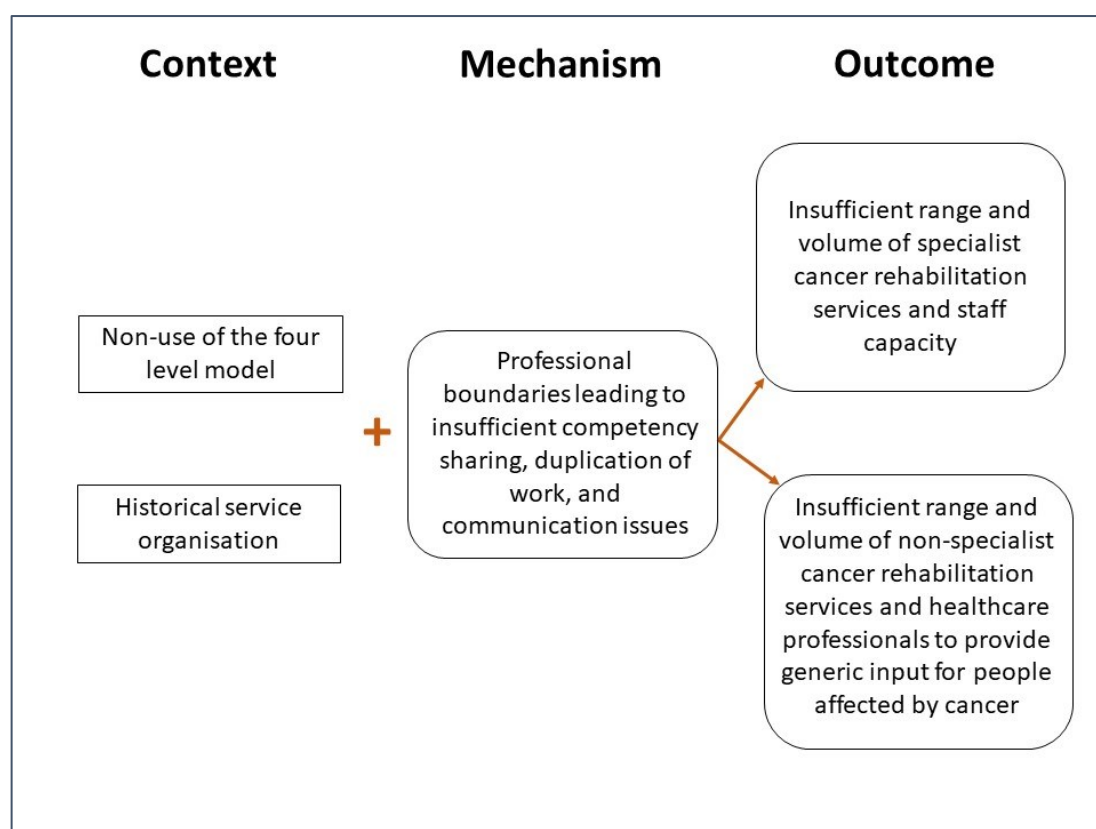 Context
Mechanism
Outcome
Non-use of the four
level model
Historical service
organisation
+
Professional
boundaries leading to
insufficient competency
sharing, duplication of
work, and
communication issues
Insufficient range and
volume of specialist
cancer rehabilitation
services and staff
capacity
Insufficient range and
volume of non-specialist
cancer rehabilitation
services and healthcare
professionals to provide
generic input for people
affected by cancer